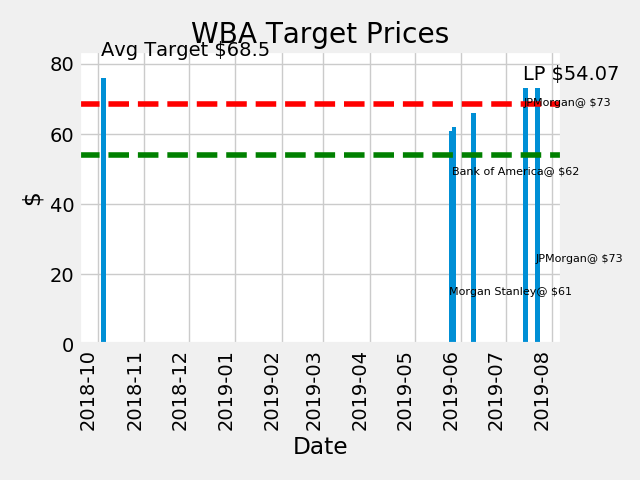 WBA Target Prices
Avg Target $68.5
LP $54.07
80
60
40
20
0
$
JPMorgan@ $73
Bank of America@ $62
JPMorgan@ $73
Morgan Stanley@ $61
2018-10
2018-11
2018-12
2019-01
2019-02
2019-03
2019-04
2019-05
2019-06
2019-07
2019-08
Date